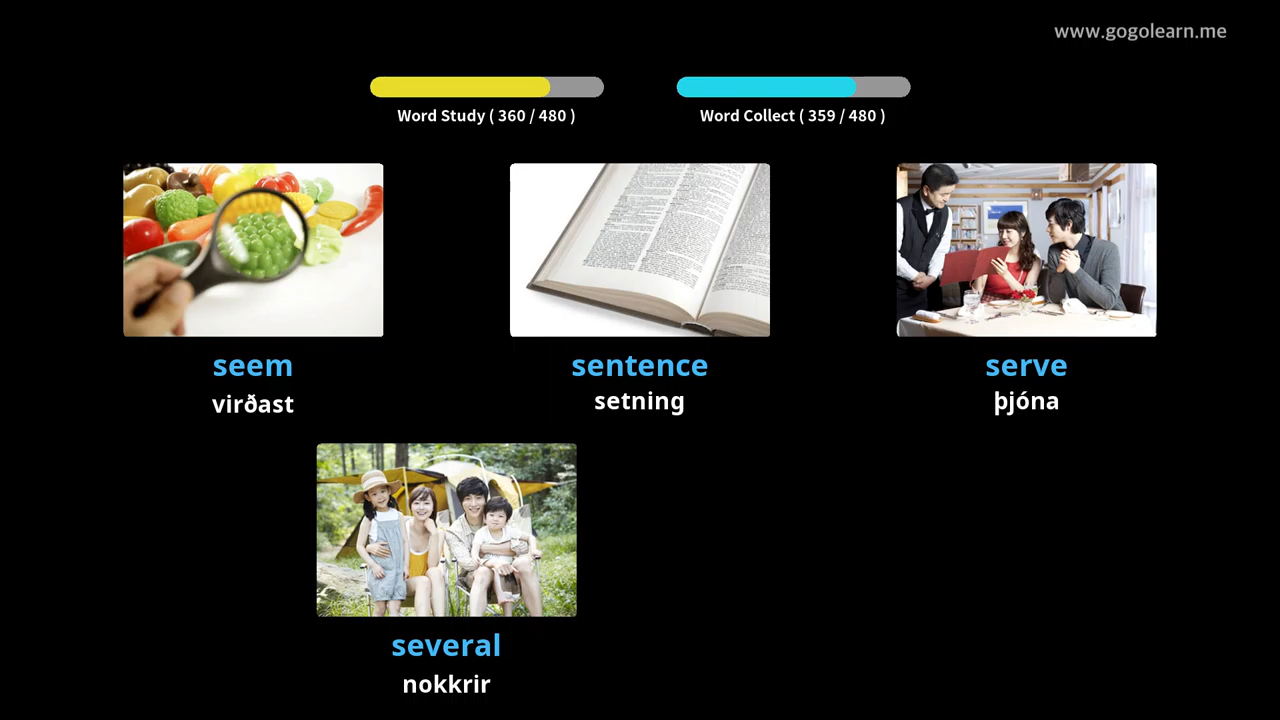 www.gogolearn.me
Word Study ( 360 / 480 )
Word Collect ( 359 / 480 )
seem
virðast
sentence
setning
serve
þjóna
several
nokkrir